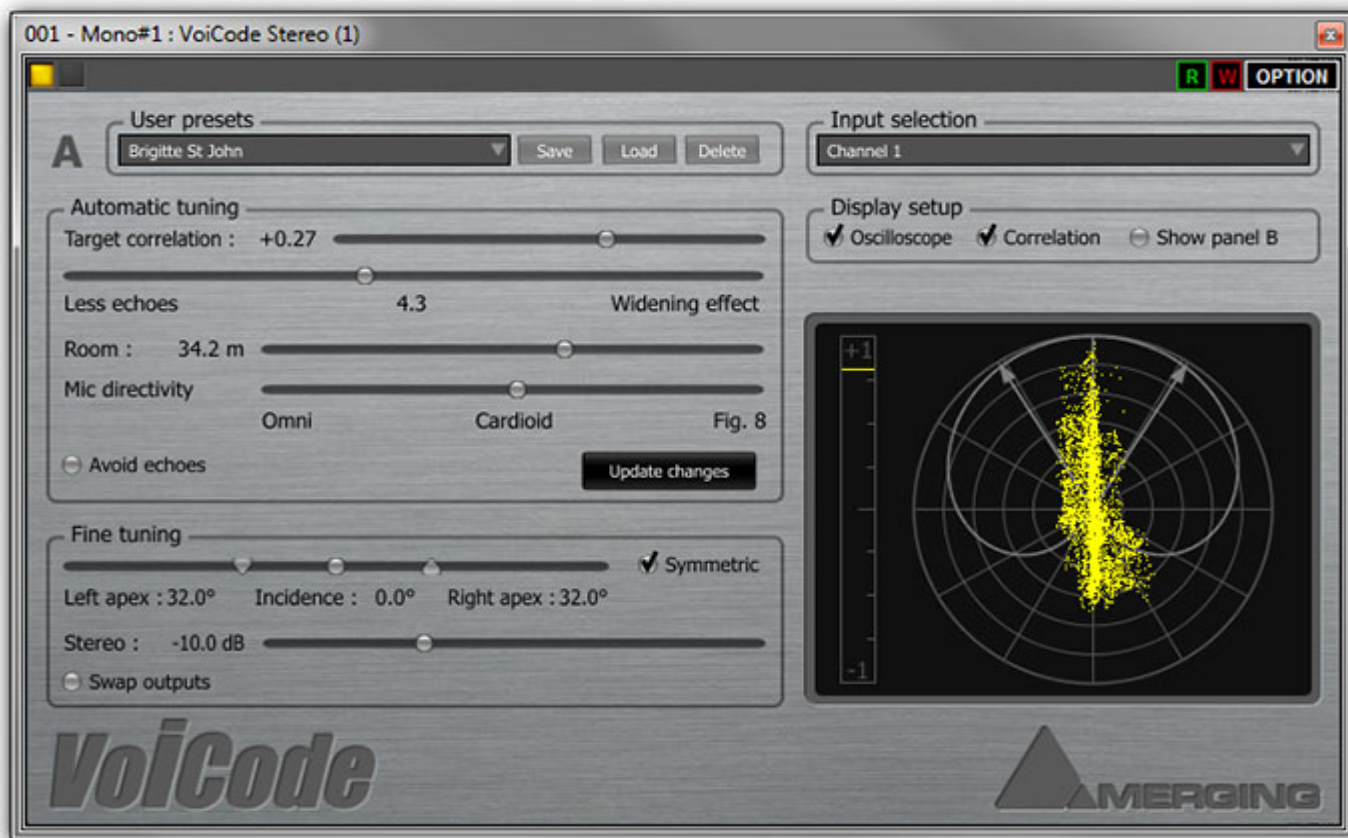 001 - Mono#1 : VoiCode Stereo (1)
R W OPTION
A
User presets
Brigitte St John
Save Load Delete
Input selection
Channel 1
Automatic tuning
Target correlation : +0.27
Less echoes 4.3 Widening effect
Room : 34.2 m
Mic directivity
Omni Cardioid Fig. 8
Avoid echoes
Update changes
Display setup
Oscilloscope Correlation Show panel B
+1
-1
Fine tuning
Symmetric
Left apex : 32.0° Incidence : 0.0° Right apex : 32.0°
Stereo : -10.0 dB
Swap outputs
VoiCode
MERGING